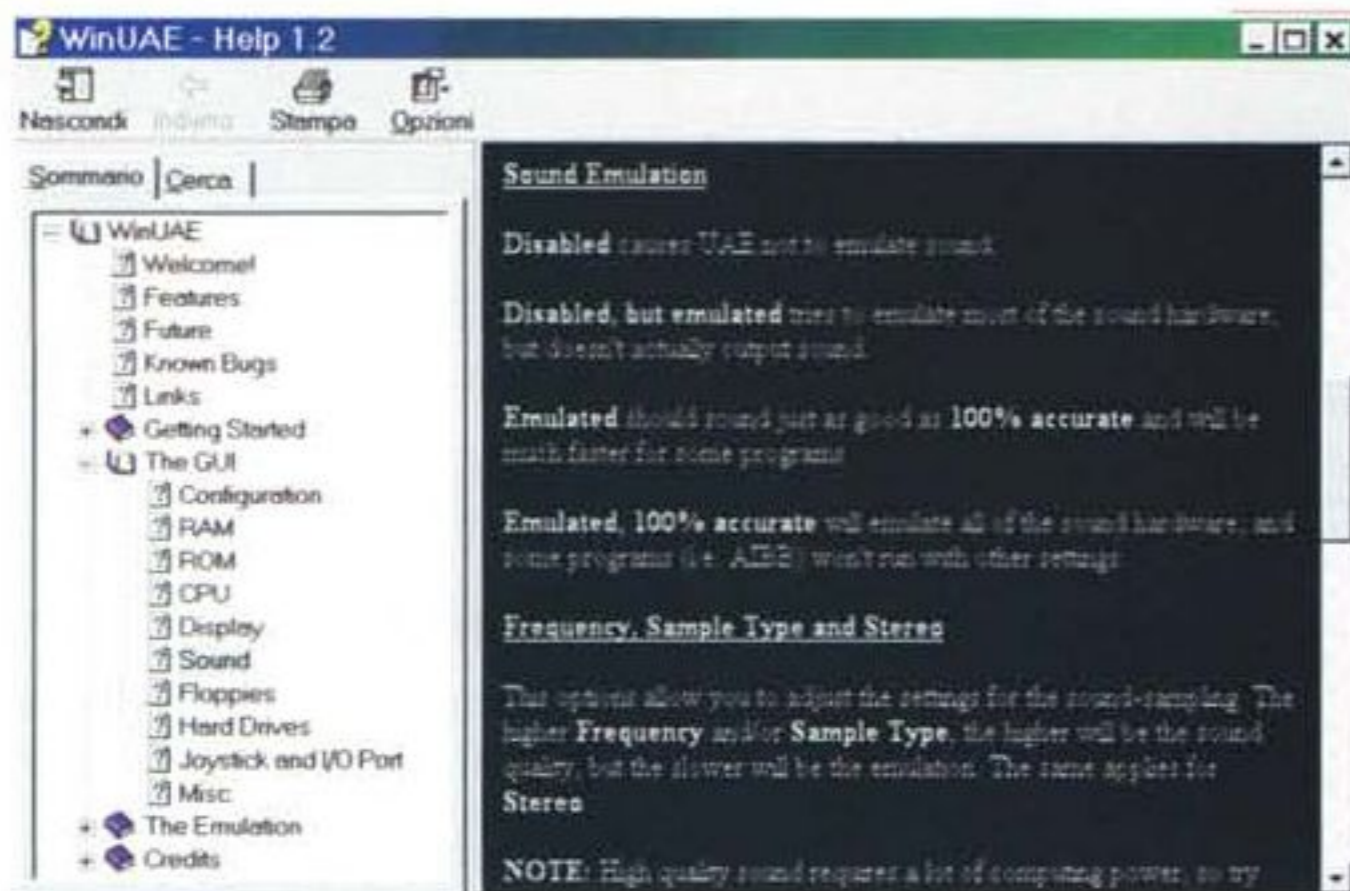 WinUAE - Help 1.2
Nascondi Indietro Stampa Opzioni
Sommario Cerca
WinUAE
Welcome!
Features
Future
Known Bugs
Links
Getting Started
The GUI
Configuration
RAM
ROM
CPU
Display
Sound
Floppies
Hard Drives
Joystick and I/O Port
Misc
The Emulation
Credits
Sound Emulation
Disabled causes UAE not to emulate sound.
Disabled, but emulated tries to emulate most of the sound hardware,
but doesn't actually output sound.
Emulated should sound just as good as 100% accurate and will be
much faster for some programs
Emulated, 100% accurate will emulate all of the sound hardware, and
some programs (i.e. AIBB) won't run with other settings
Frequency, Sample Type and Stereo
This options allow you to adjust the settings for the sound-sampling. The
higher Frequency and/or Sample Type, the higher will be the sound
quality, but the slower will be the emulation. The same applies for
Stereo
NOTE: High quality sound requires a lot of computing power, so try